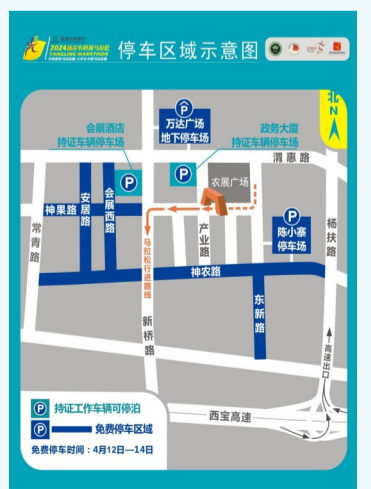 2024杨凌农科城马拉松
YANGLING MARATHON
停车区域示意图
北
N
P
万达广场
地下停车场
会展酒店
持证车辆停车场
P
政务大厦
持证车辆停车场
P
渭惠路
农展广场
神果路
安居路
会展西路
常青路
马拉松行进路线
产业路
P
陈小寨
停车场
杨扶路
神农路
新桥路
东新路
高速出口
西宝高速
P 持证工作车辆可停泊
P 免费停车区域
免费停车时间：4月12日—14日